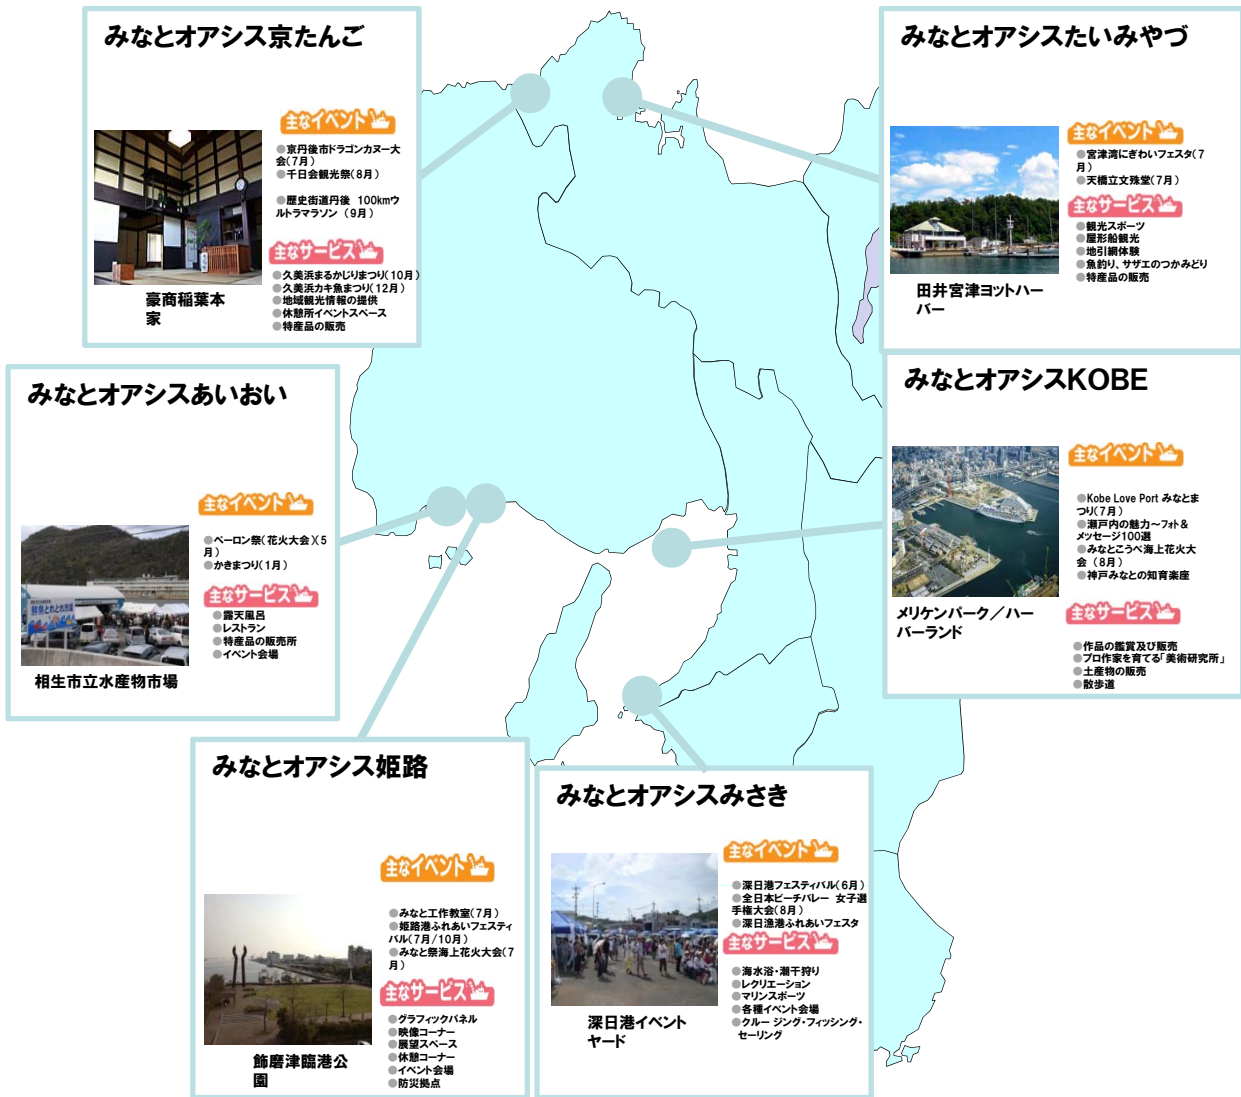 みなとオアシス京たんご
主なイベント
●京丹後市ドラゴンカヌー大
会(7月)
●千日会観光祭(8月)
●歴史街道丹後 100kmウ
ルトラマラソン (9月)
主なサービス
●久美浜まるかじりまつり(10月)
●久美浜カキ魚まつり(12月)
●地域観光情報の提供
●休憩所イベントスペース
●特産品の販売
豪商稲葉本
家
みなとオアシスたいみやづ
主なイベント
●宮津湾にぎわいフェスタ(7
月)
●天橋立文殊堂(7月)
主なサービス
●観光スポーツ
●屋形船観光
●地引網体験
●魚釣り、サザエのつかみどり
●特産品の販売
田井宮津ヨットハー
バー
みなとオアシスあいおい
主なイベント
●ペーロン祭(花火大会)(5
月)
●かきまつり(1月)
主なサービス
●露天風呂
●レストラン
●特産品の販売所
●イベント会場
相生市立水産物市場
みなとオアシスKOBE
主なイベント
●Kobe Love Port みなとま
つり(7月)
●瀬戸内の魅力～フォト&
メッセージ100選
●みなとこうべ海上花火大
会 (8月)
●神戸みなとの知育楽座
主なサービス
●作品の鑑賞及び販売
●プロ作家を育てる「美術研究所」
●土産物の販売
●散歩道
メリケンパーク／ハー
バーランド
みなとオアシス姫路
主なイベント
●みなと工作教室(7月)
●姫路港ふれあいフェスティ
バル(7月/10月)
●みなと祭海上花火大会(7
月)
主なサービス
●グラフィックパネル
●映像コーナー
●展望スペース
●休憩コーナー
●イベント会場
●防災拠点
飾磨津臨港公
園
みなとオアシスみさき
主なイベント
●深日港フェスティバル(6月)
●全日本ビーチバレー 女子選
手権大会(8月)
●深日漁港ふれあいフェスタ
主なサービス
●海水浴・潮干狩り
●レクリエーション
●マリンスポーツ
●各種イベント会場
●クルージング・フィッシング・
セーリング
深日港イベント
ヤード